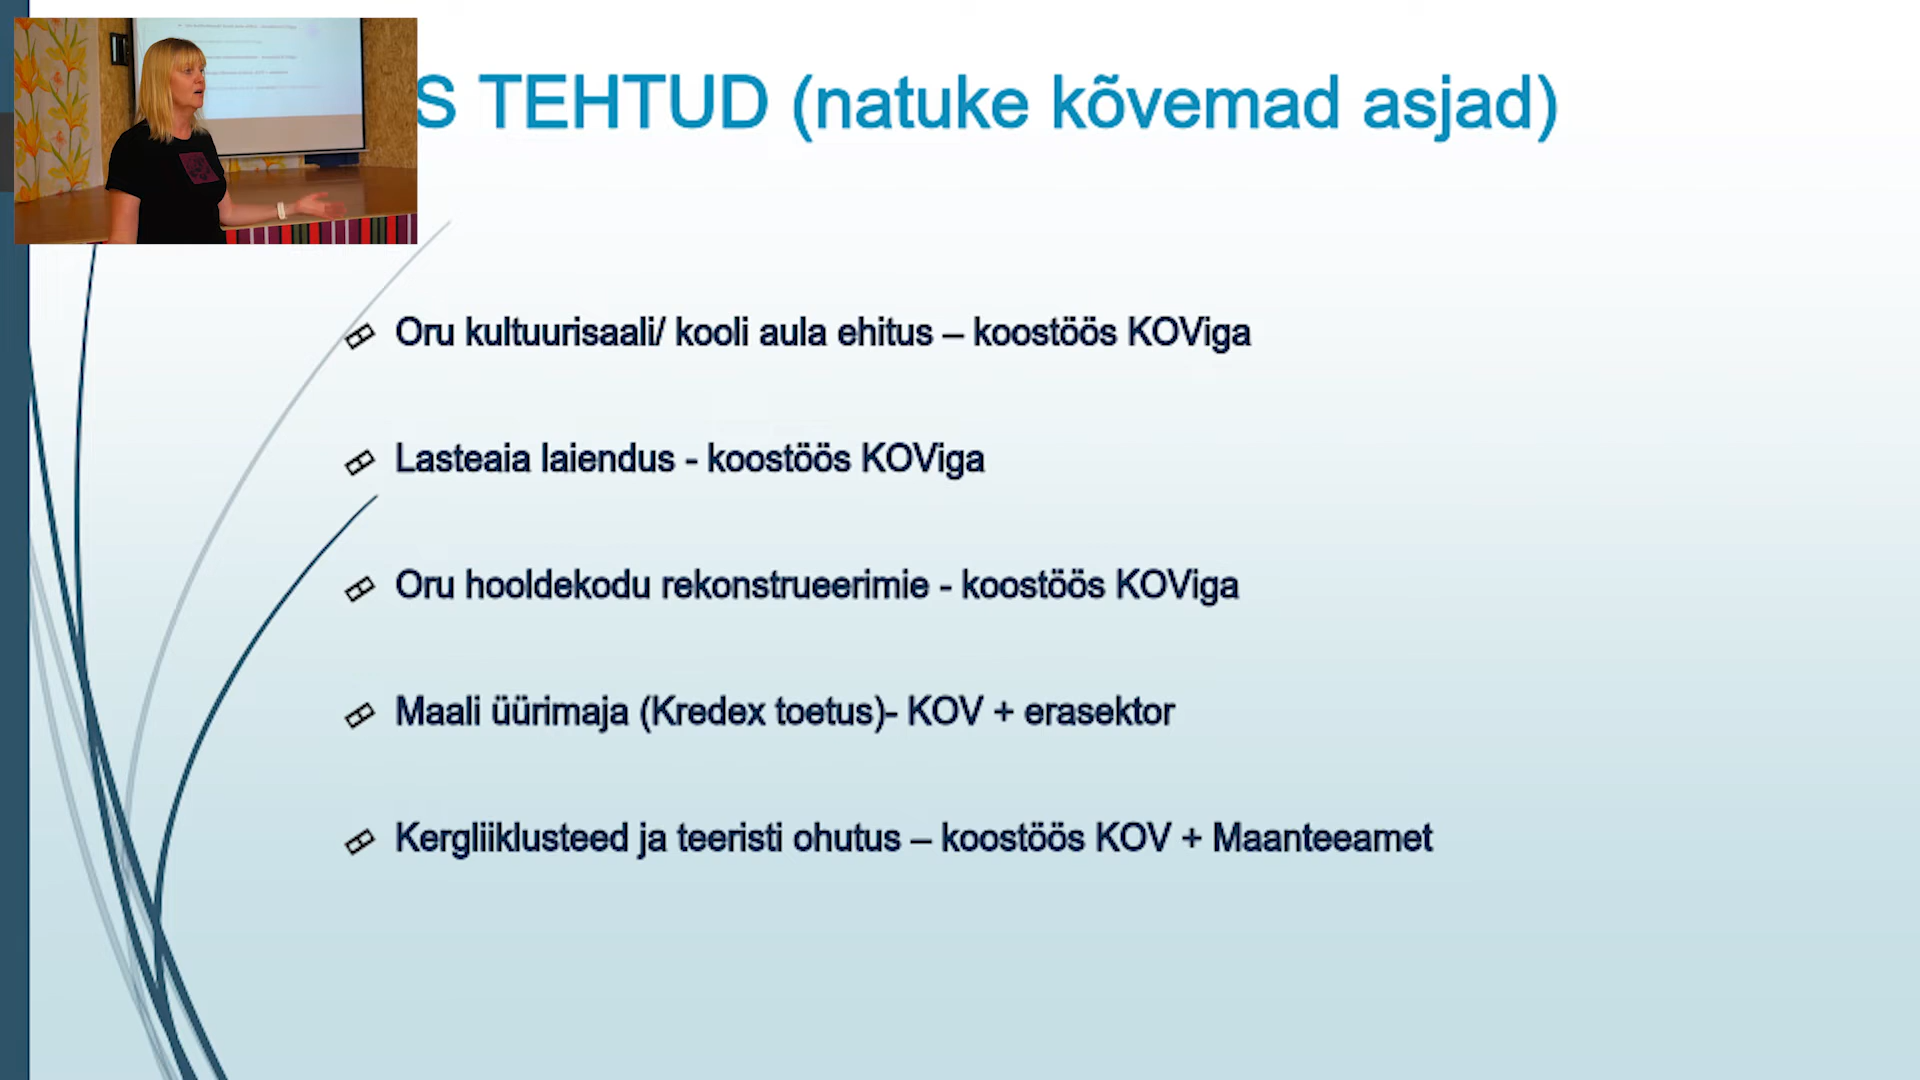 S TEHTUD (natuke kõvemad asjad)
Oru kultuurisaali/ kooli aula ehitus – koostöös KOViga
Lasteaia laiendus - koostöös KOViga
Oru hooldekodu rekonstrueerimie - koostöös KOViga
Maali üürimaja (Kredex toetus)- KOV + erasektor
Kergliiklusteed ja teeristi ohutus – koostöös KOV + Maanteeamet